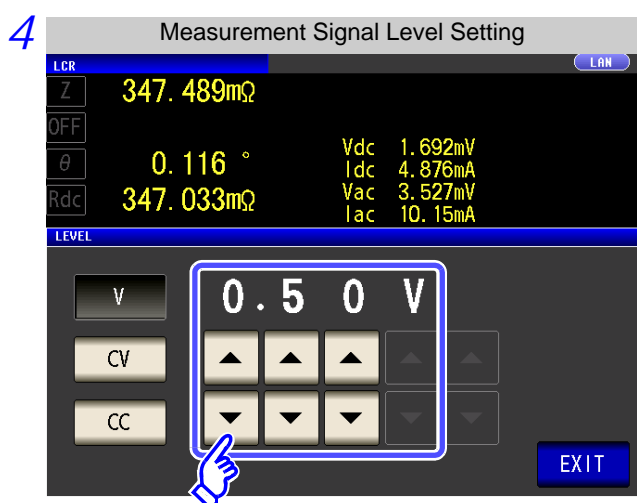 4 Measurement Signal Level Setting
LCR LAN
Z 347.489mΩ
OFF
Vdc 1.692mV
θ 0.116 ° Idc 4.876mA
Rdc 347.033mΩ Vac 3.527mV
Iac 10.15mA
LEVEL
V 0.50 V
CV
CC
EXIT